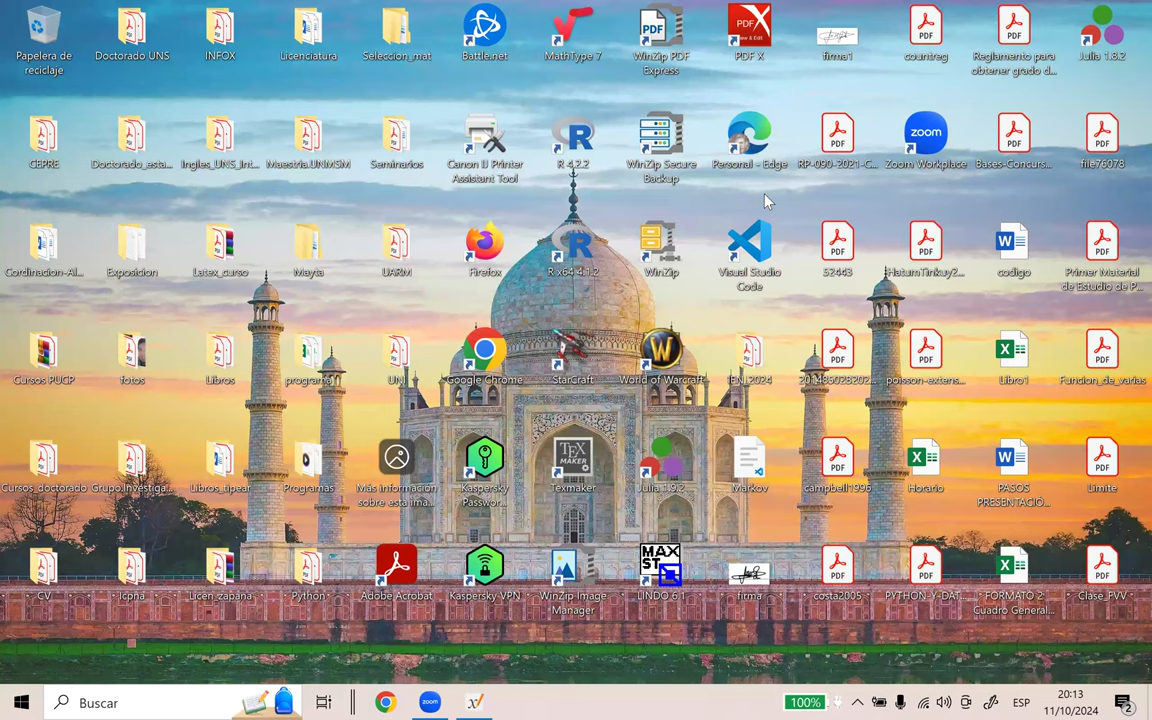 Papelera de reciclaje
Doctorado UNS
INFOX
Licenciatura
Seleccion_mat
Battle.net
MathType 7
WinZip PDF Express
PDF X
firma1
countreg
Reglamento para obtener grado d...
Julia 1.8.2
CEPRE
Doctorado_esta...
Ingles_UNS_Int...
Maestria.UNMSM
Seminarios
Canon IJ Printer Assistant Tool
R 4.2.2
WinZip Secure Backup
Personal - Edge
RP-090-2021-C...
Zoom Workplace
Bases-Concurs...
file76078
Cordinacion-Al...
Exposicion
Latex_curso
Mayta
UARM
Firefox
R x64 4.1.2
WinZip
Visual Studio Code
52443
HatumTinkuy2...
codigo
Primer Material de Estudio de P...
Cursos PUCP
fotos
Libros
programa
UNI
Google Chrome
StarCraft
World of Warcraft
poisson-extens...
Libro1
Funcion_de_varias
Cursos_doctorado
Grupo.Investiga...
Libros_tipear
Programas
Más información sobre esta ima...
Kaspersky Passwor...
Texmaker
Julia 1.9.2
Markov
campbell1996
Horario
PASOS PRESENTACIÓ...
Limite
CV
Icpna
Licen_zapana
Python
Adobe Acrobat
Kaspersky VPN
WinZip Image Manager
LINDO 6.1
firma
costa2005
PYTHON-Y-DAT...
FORMATO 2: Cuadro General...
Clase_PVV
Buscar
100%
ESP
20:13
11/10/2024
2